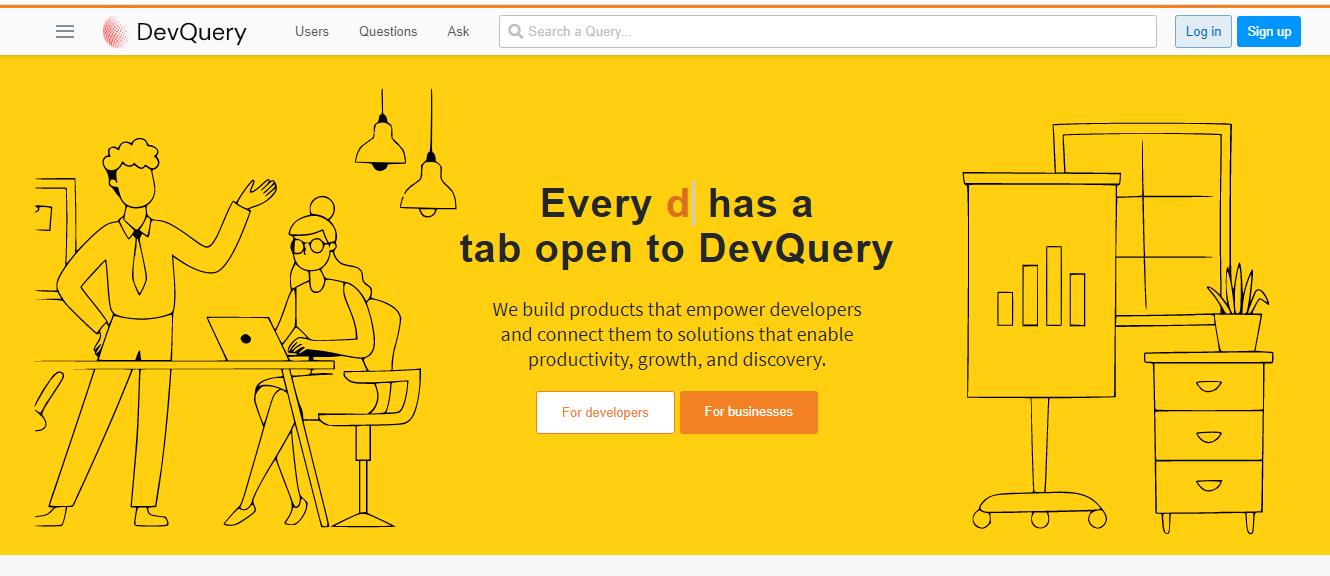 DevQuery Users Questions Ask Search a Query... Log in Sign up
Every d has a
tab open to DevQuery
We build products that empower developers
and connect them to solutions that enable
productivity, growth, and discovery.
For developers For businesses